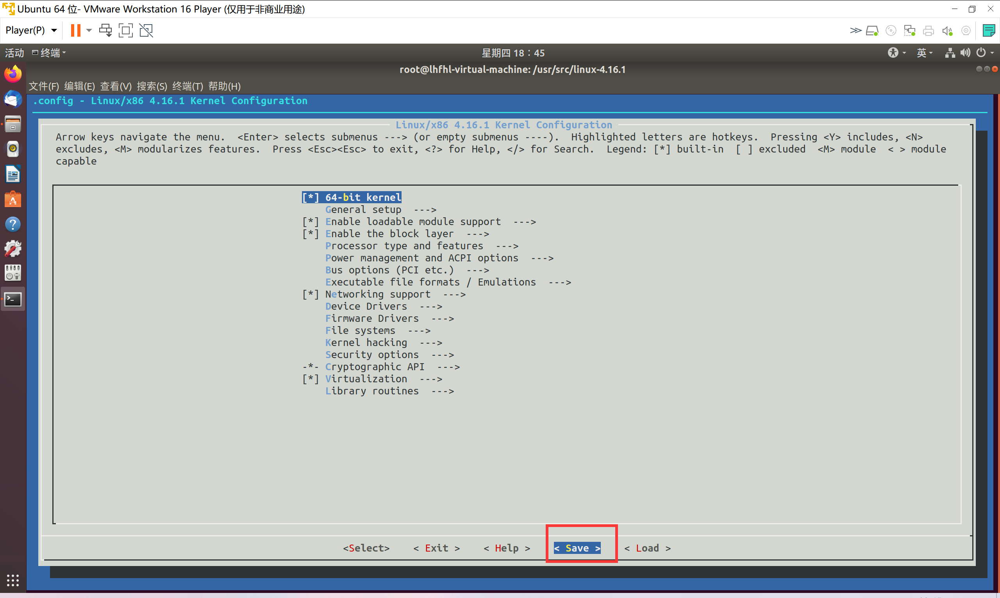 Ubuntu 64 位- VMware Workstation 16 Player (仅用于非商业用途)
Player(P)
活动 终端 星期四 18：45 英
root@lhfhl-virtual-machine: /usr/src/linux-4.16.1
文件(F) 编辑(E) 查看(V) 搜索(S) 终端(T) 帮助(H)
.config - Linux/x86 4.16.1 Kernel Configuration
Linux/x86 4.16.1 Kernel Configuration
Arrow keys navigate the menu.  <Enter> selects submenus ---> (or empty submenus ----).  Highlighted letters are hotkeys.  Pressing <Y> includes, <N>
excludes, <M> modularizes features.  Press <Esc><Esc> to exit, <?> for Help, </> for Search.  Legend: [*] built-in  [ ] excluded  <M> module  < > module
capable
[*] 64-bit kernel
General setup  --->
[*] Enable loadable module support  --->
[*] Enable the block layer  --->
Processor type and features  --->
Power management and ACPI options  --->
Bus options (PCI etc.)  --->
Executable file formats / Emulations  --->
[*] Networking support  --->
Device Drivers  --->
Firmware Drivers  --->
File systems  --->
Kernel hacking  --->
Security options  --->
-*- Cryptographic API  --->
[*] Virtualization  --->
Library routines  --->
<Select>    < Exit >    < Help >    < Save >    < Load >